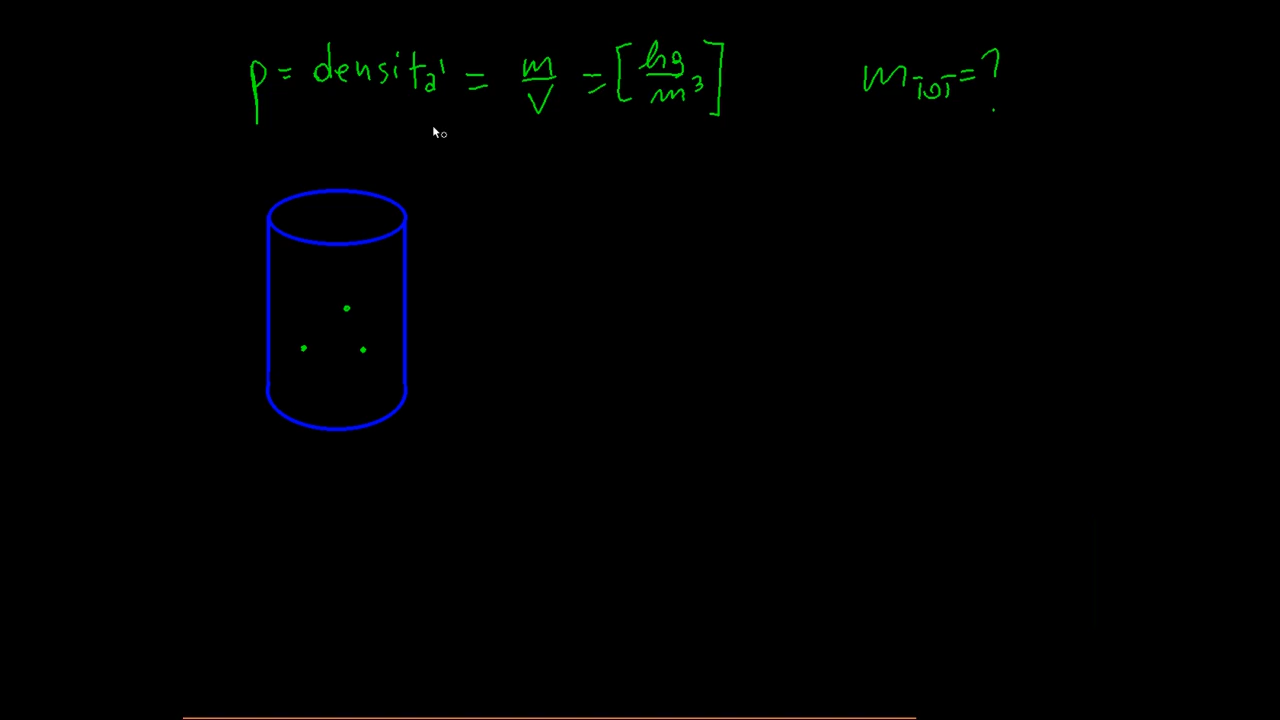 ρ = densità = m/V = [kg/m³]
m_TOT = ?